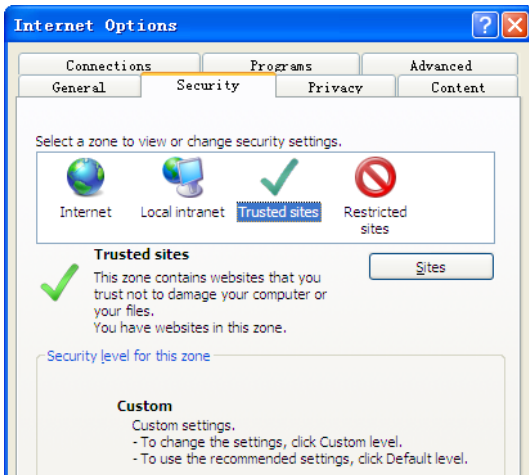 Internet Options
Connections Programs Advanced
General Security Privacy Content
Select a zone to view or change security settings.
Internet Local intranet Trusted sites Restricted sites
Trusted sites
Sites
This zone contains websites that you
trust not to damage your computer or
your files.
You have websites in this zone.
Security level for this zone
Custom
Custom settings.
- To change the settings, click Custom level.
- To use the recommended settings, click Default level.